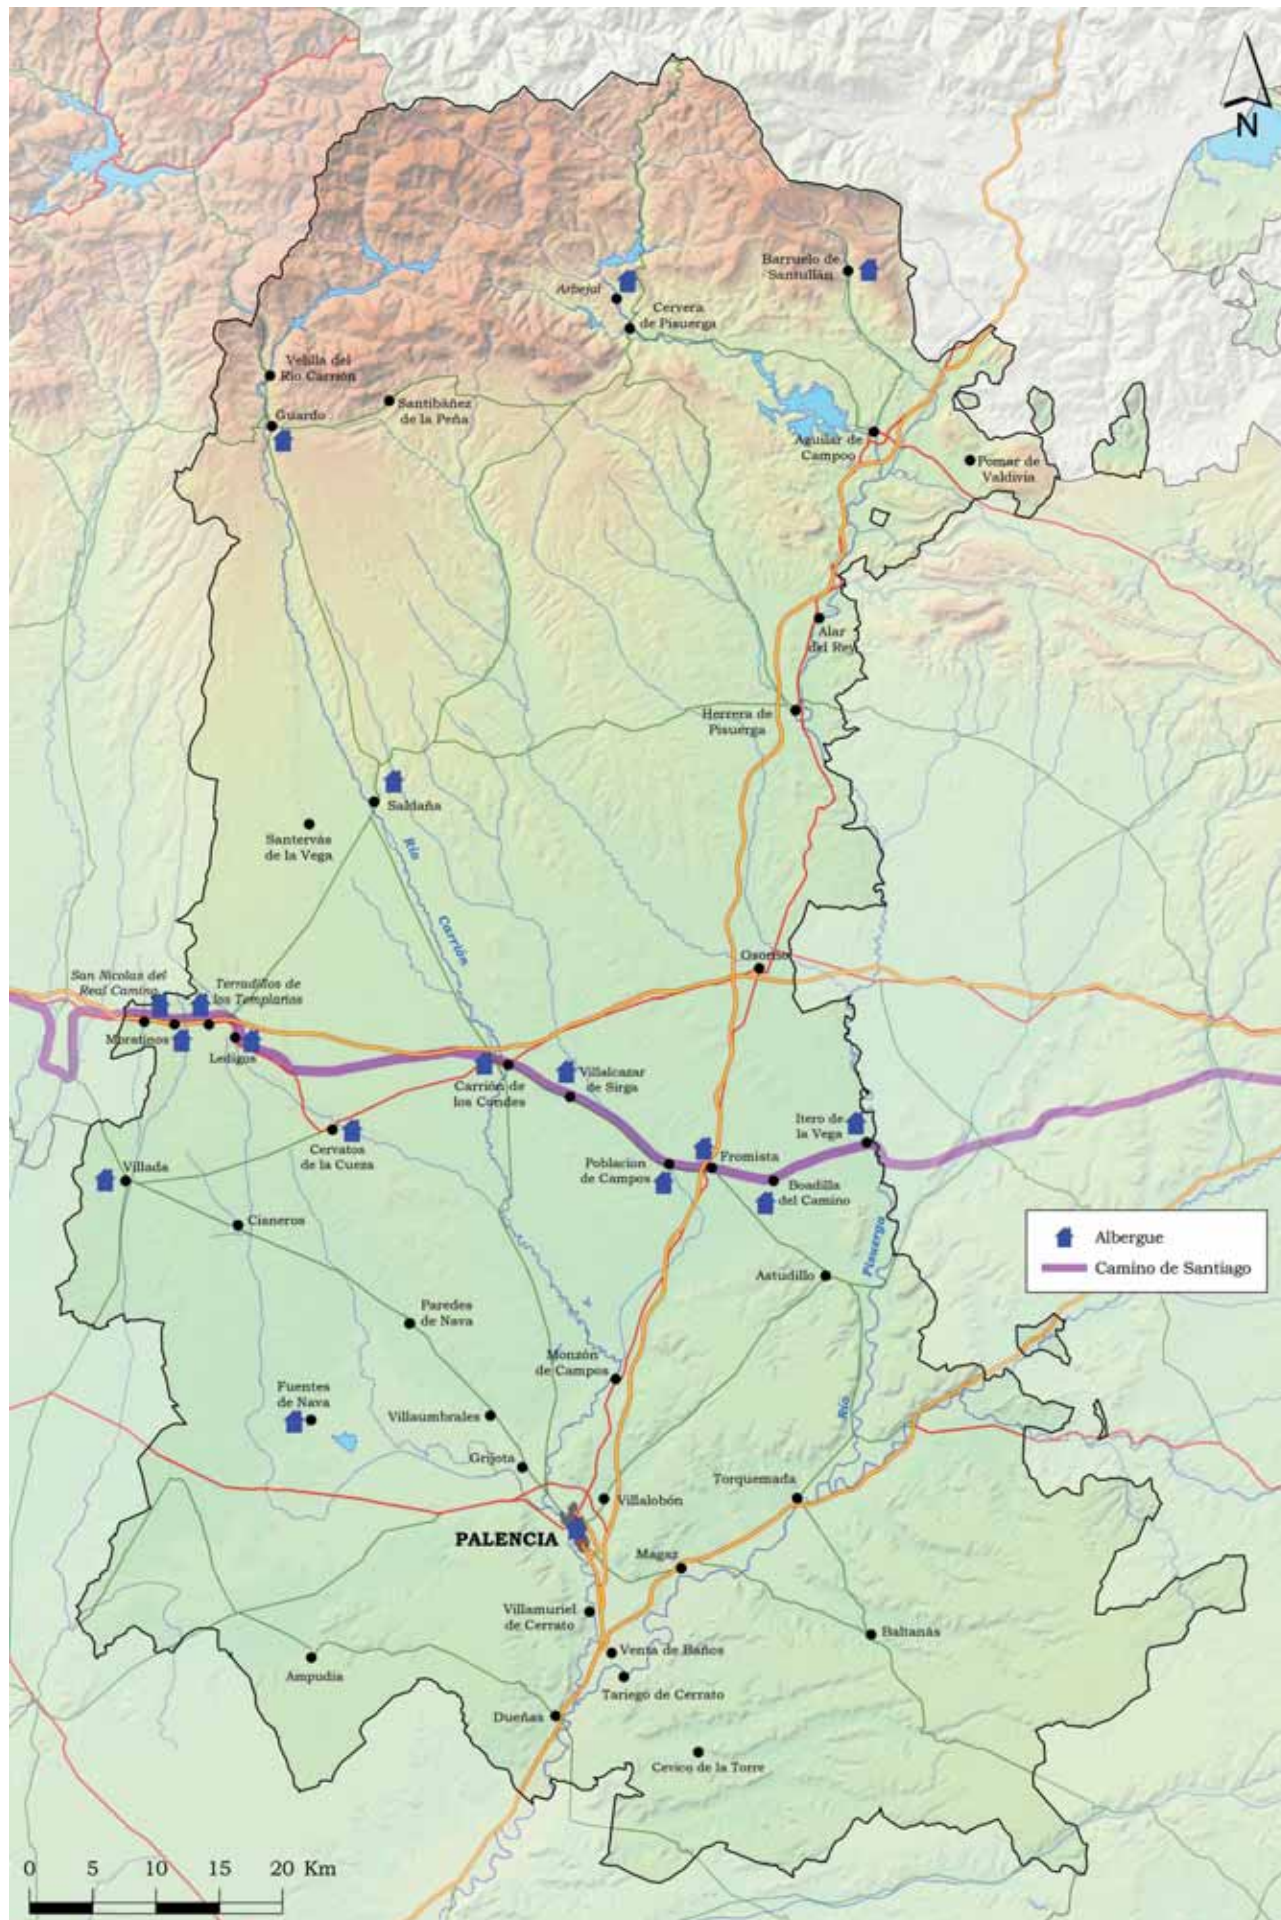 N
Barruelo de
Santullán
Arbejal
Cervera
de Pisuerga
Velilla del
Río Carrión
Santibáñez
de la Peña
Guardo
Aguilar de
Campoo
Pomar de
Valdivia
Alar
del Rey
Herrera de
Pisuerga
Saldaña
Santervás
de la Vega
Río
Carrión
Osorno
San Nicolas del
Real Camino
Terradillos de
los Templarios
Moratinos
Ledigos
Carrión de
los Condes
Villalcazar
de Sirga
Itero de
la Vega
Cervatos
de la Cueza
Villada
Poblacion
de Campos
Fromista
Boadilla
del Camino
Cisneros
Pisuerga
Albergue
Camino de Santiago
Astudillo
Paredes
de Nava
Monzón
de Campos
Fuentes
de Nava
Villaumbrales
Río
Grijota
Torquemada
Villalobón
PALENCIA
Magaz
Villamuriel
de Cerrato
Baltanás
Venta de Baños
Ampudia
Tariego de Cerrato
Dueñas
Cevico de la Torre
0 5 10 15 20 Km